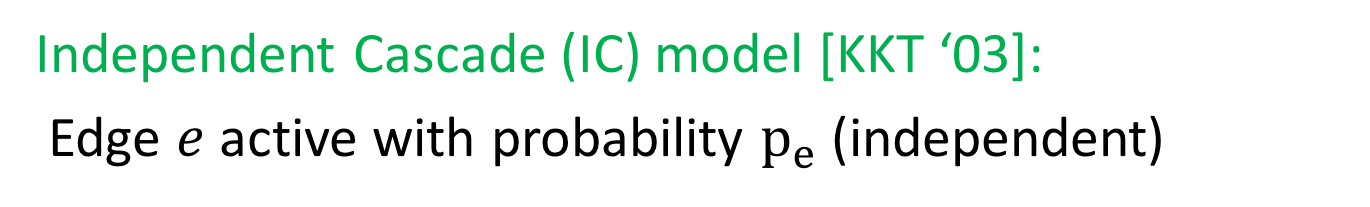 Independent Cascade (IC) model [KKT ‘03]:
Edge e active with probability pₑ (independent)